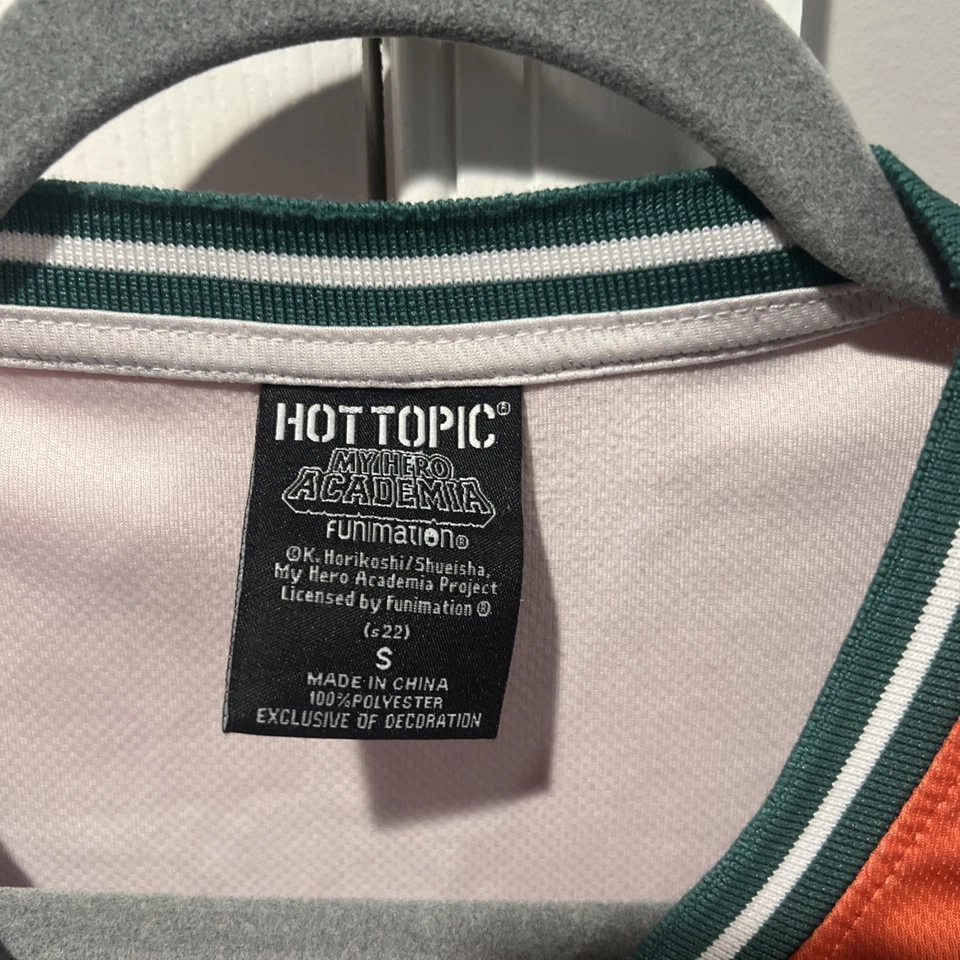 HOT TOPIC®
MY HERO
ACADEMIA
FUNIMATION®
©K. Horikoshi/Shueisha,
My Hero Academia Project
Licensed by Funimation ®
(s22)
S
MADE IN CHINA
100%POLYESTER
EXCLUSIVE OF DECORATION